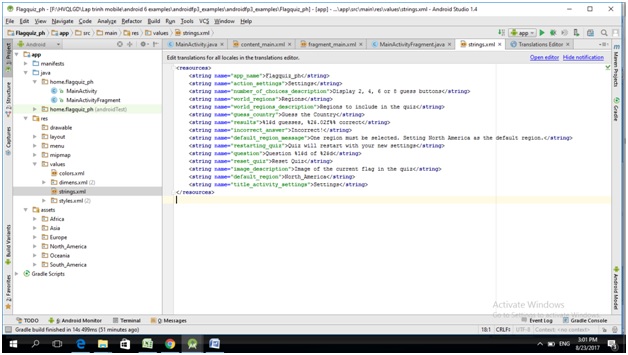 Flagquiz_ph - [E:\HVQLGD\Lap trinh mobile\android 6 examples\androidfp3_examples\androidfp3_examples\Flagquiz_ph] - [app] - ...\app\src\main\res\values\strings.xml - Android Studio 1.4
File Edit View Navigate Code Analyze Refactor Build Run Tools VCS Window Help
Flagquiz_ph app src main res values strings.xml
app
Android
MainActivity.java content_main.xml fragment_main.xml MainActivityFragment.java strings.xml Translations Editor
Edit translations for all locales in the translations editor. Open editor Hide notification
app
manifests
java
home.flagquiz_ph
MainActivity
MainActivityFragment
home.flagquiz_ph (androidTest)
res
drawable
layout
menu
mipmap
values
colors.xml
dimens.xml (2)
strings.xml
styles.xml (2)
assets
Africa
Asia
Europe
North_America
Oceania
South_America
Gradle Scripts
<resources>
<string name="app_name">flagquiz_ph</string>
<string name="action_settings">Settings</string>
<string name="number_of_choices_description">Display 2, 4, 6 or 8 guess buttons</string>
<string name="world_regions">Regions</string>
<string name="world_regions_description">Regions to include in the quiz</string>
<string name="guess_country">Guess the Country</string>
<string name="results">%1$d guesses, %2$.02f%% correct</string>
<string name="incorrect_answer">Incorrect!</string>
<string name="default_region_message">One region must be selected. Setting North America as the default region.</string>
<string name="restarting_quiz">Quiz will restart with your new settings</string>
<string name="question">Question %1$d of %2$d</string>
<string name="reset_quiz">Reset Quiz</string>
<string name="image_description">Image of the current flag in the quiz</string>
<string name="default_region">North_America</string>
<string name="title_activity_settings">Settings</string>
</resources>
1: Project
7: Structure
Captures
Build Variants
2: Favorites
Maven Projects
Gradle
Android Model
Activate Windows
TODO 6: Android Monitor Terminal 0: Messages Event Log Gradle Console
Gradle build finished in 14s 499ms (51 minutes ago) 18:1 CRLF UTF-8 Context: <no context>
ENG 3:01 PM
8/23/2017